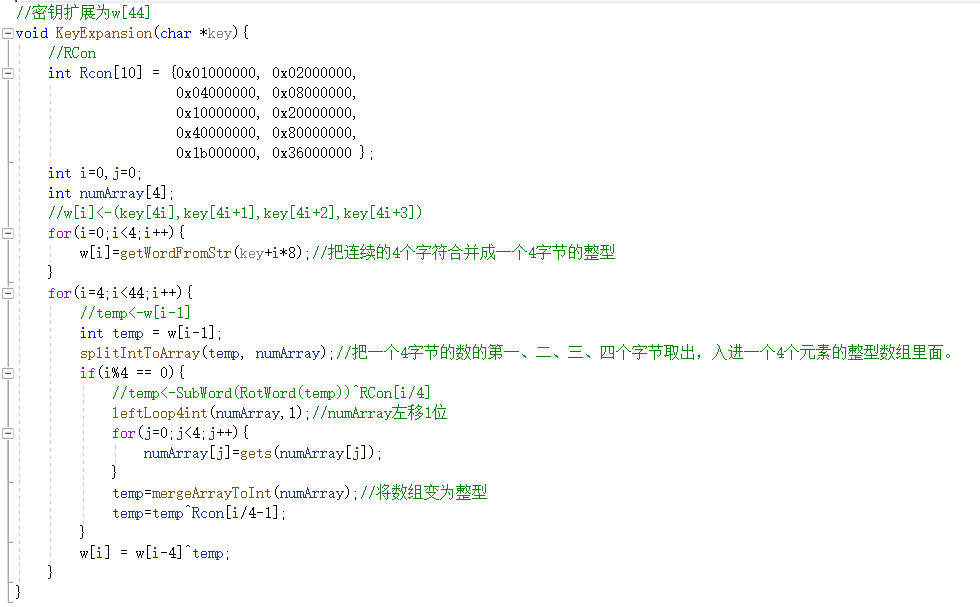 //密钥扩展为w[44]
void KeyExpansion(char *key){
//RCon
int Rcon[10] = {0x01000000, 0x02000000,
0x04000000, 0x08000000,
0x10000000, 0x20000000,
0x40000000, 0x80000000,
0x1b000000, 0x36000000 };
int i=0,j=0;
int numArray[4];
//w[i]<-(key[4i],key[4i+1],key[4i+2],key[4i+3])
for(i=0;i<4;i++){
w[i]=getWordFromStr(key+i*8);//把连续的4个字符合并成一个4字节的整型
}
for(i=4;i<44;i++){
//temp<-w[i-1]
int temp = w[i-1];
splitIntToArray(temp, numArray);//把一个4字节的数的第一、二、三、四个字节取出，入进一个4个元素的整型数组里面。
if(i%4 == 0){
//temp<-SubWord(RotWord(temp))^RCon[i/4]
leftLoop4int(numArray,1);//numArray左移1位
for(j=0;j<4;j++){
numArray[j]=gets(numArray[j]);
}
temp=mergeArrayToInt(numArray);//将数组变为整型
temp=temp^Rcon[i/4-1];
}
w[i] = w[i-4]^temp;
}
}